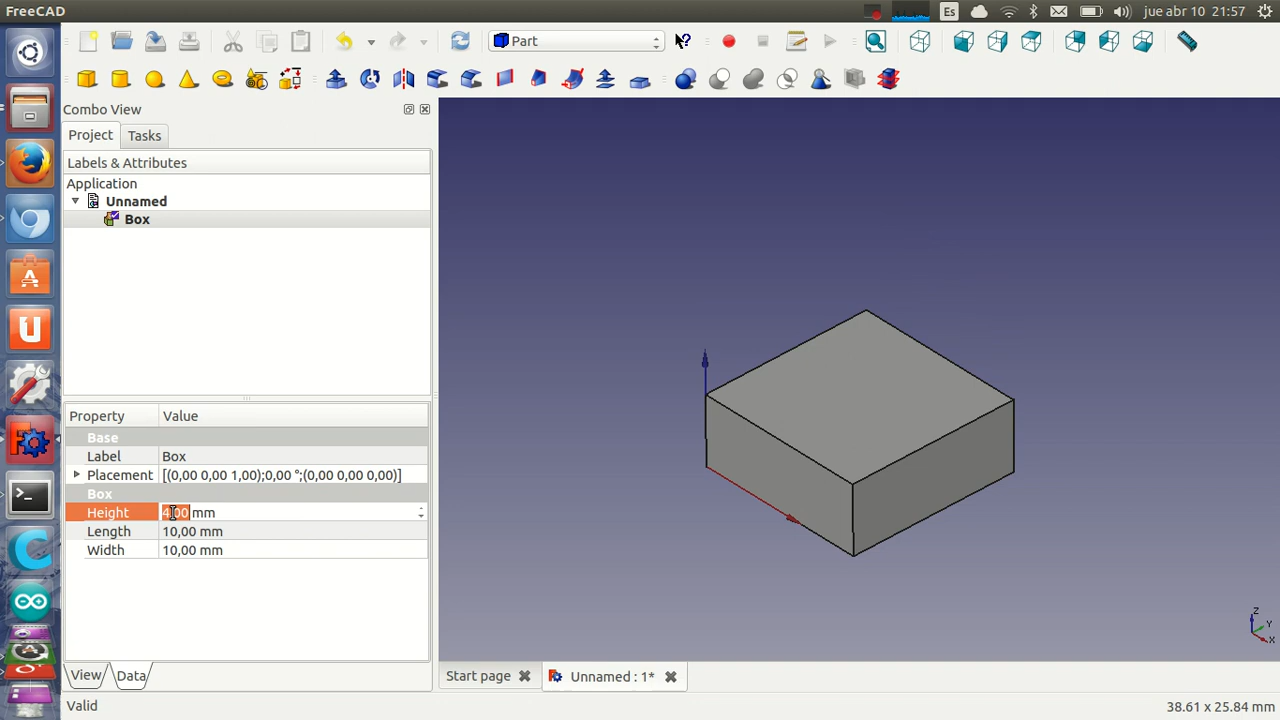 FreeCAD
Es
jue abr 10 21:57
Part
Combo View
Project
Tasks
Labels & Attributes
Application
Unnamed
Box
Property
Value
Base
Label
Box
Placement
[(0,00 0,00 1,00);0,00 °;(0,00 0,00 0,00)]
Box
Height
4,00 mm
Length
10,00 mm
Width
10,00 mm
View
Data
Start page
Unnamed : 1*
Z
Y
X
Valid
38.61 x 25.84 mm